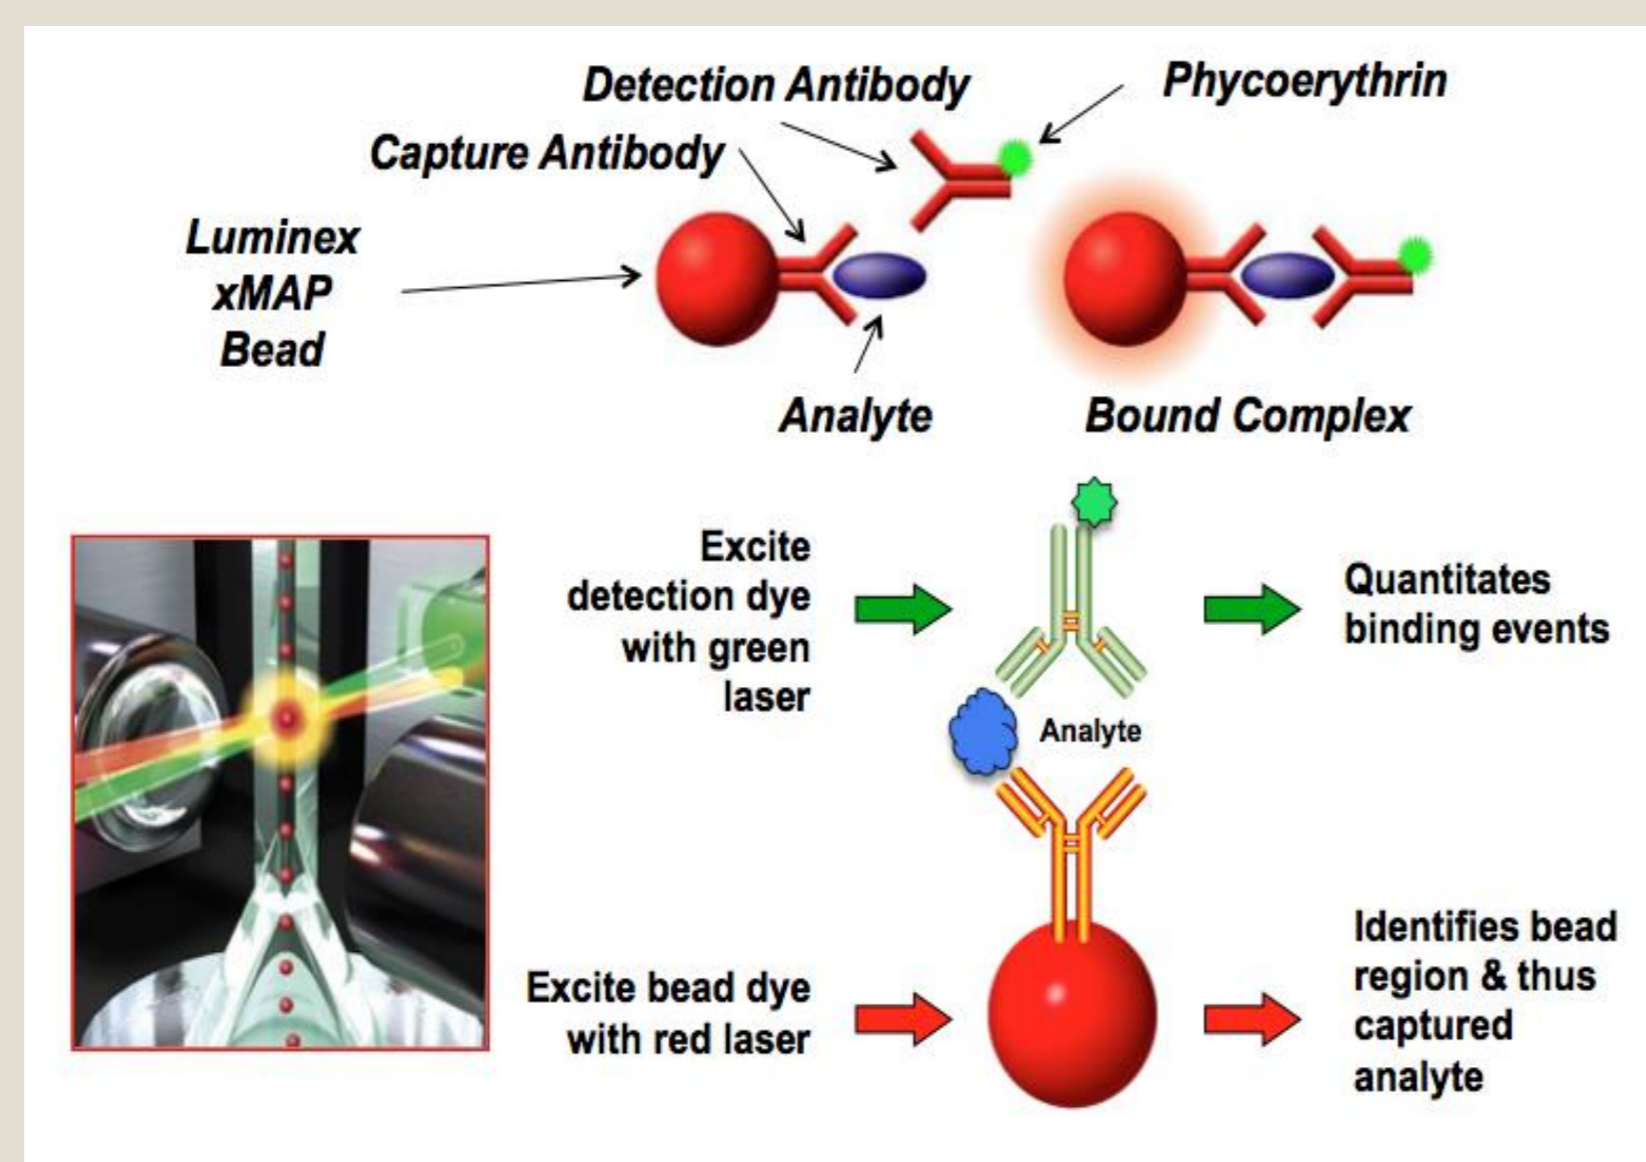 Detection Antibody
Phycoerythrin
Capture Antibody
Luminex
xMAP
Bead
Analyte
Bound Complex
Excite
detection dye
with green
laser
Quantitates
binding events
Analyte
Excite bead dye
with red laser
Identifies bead
region & thus
captured
analyte